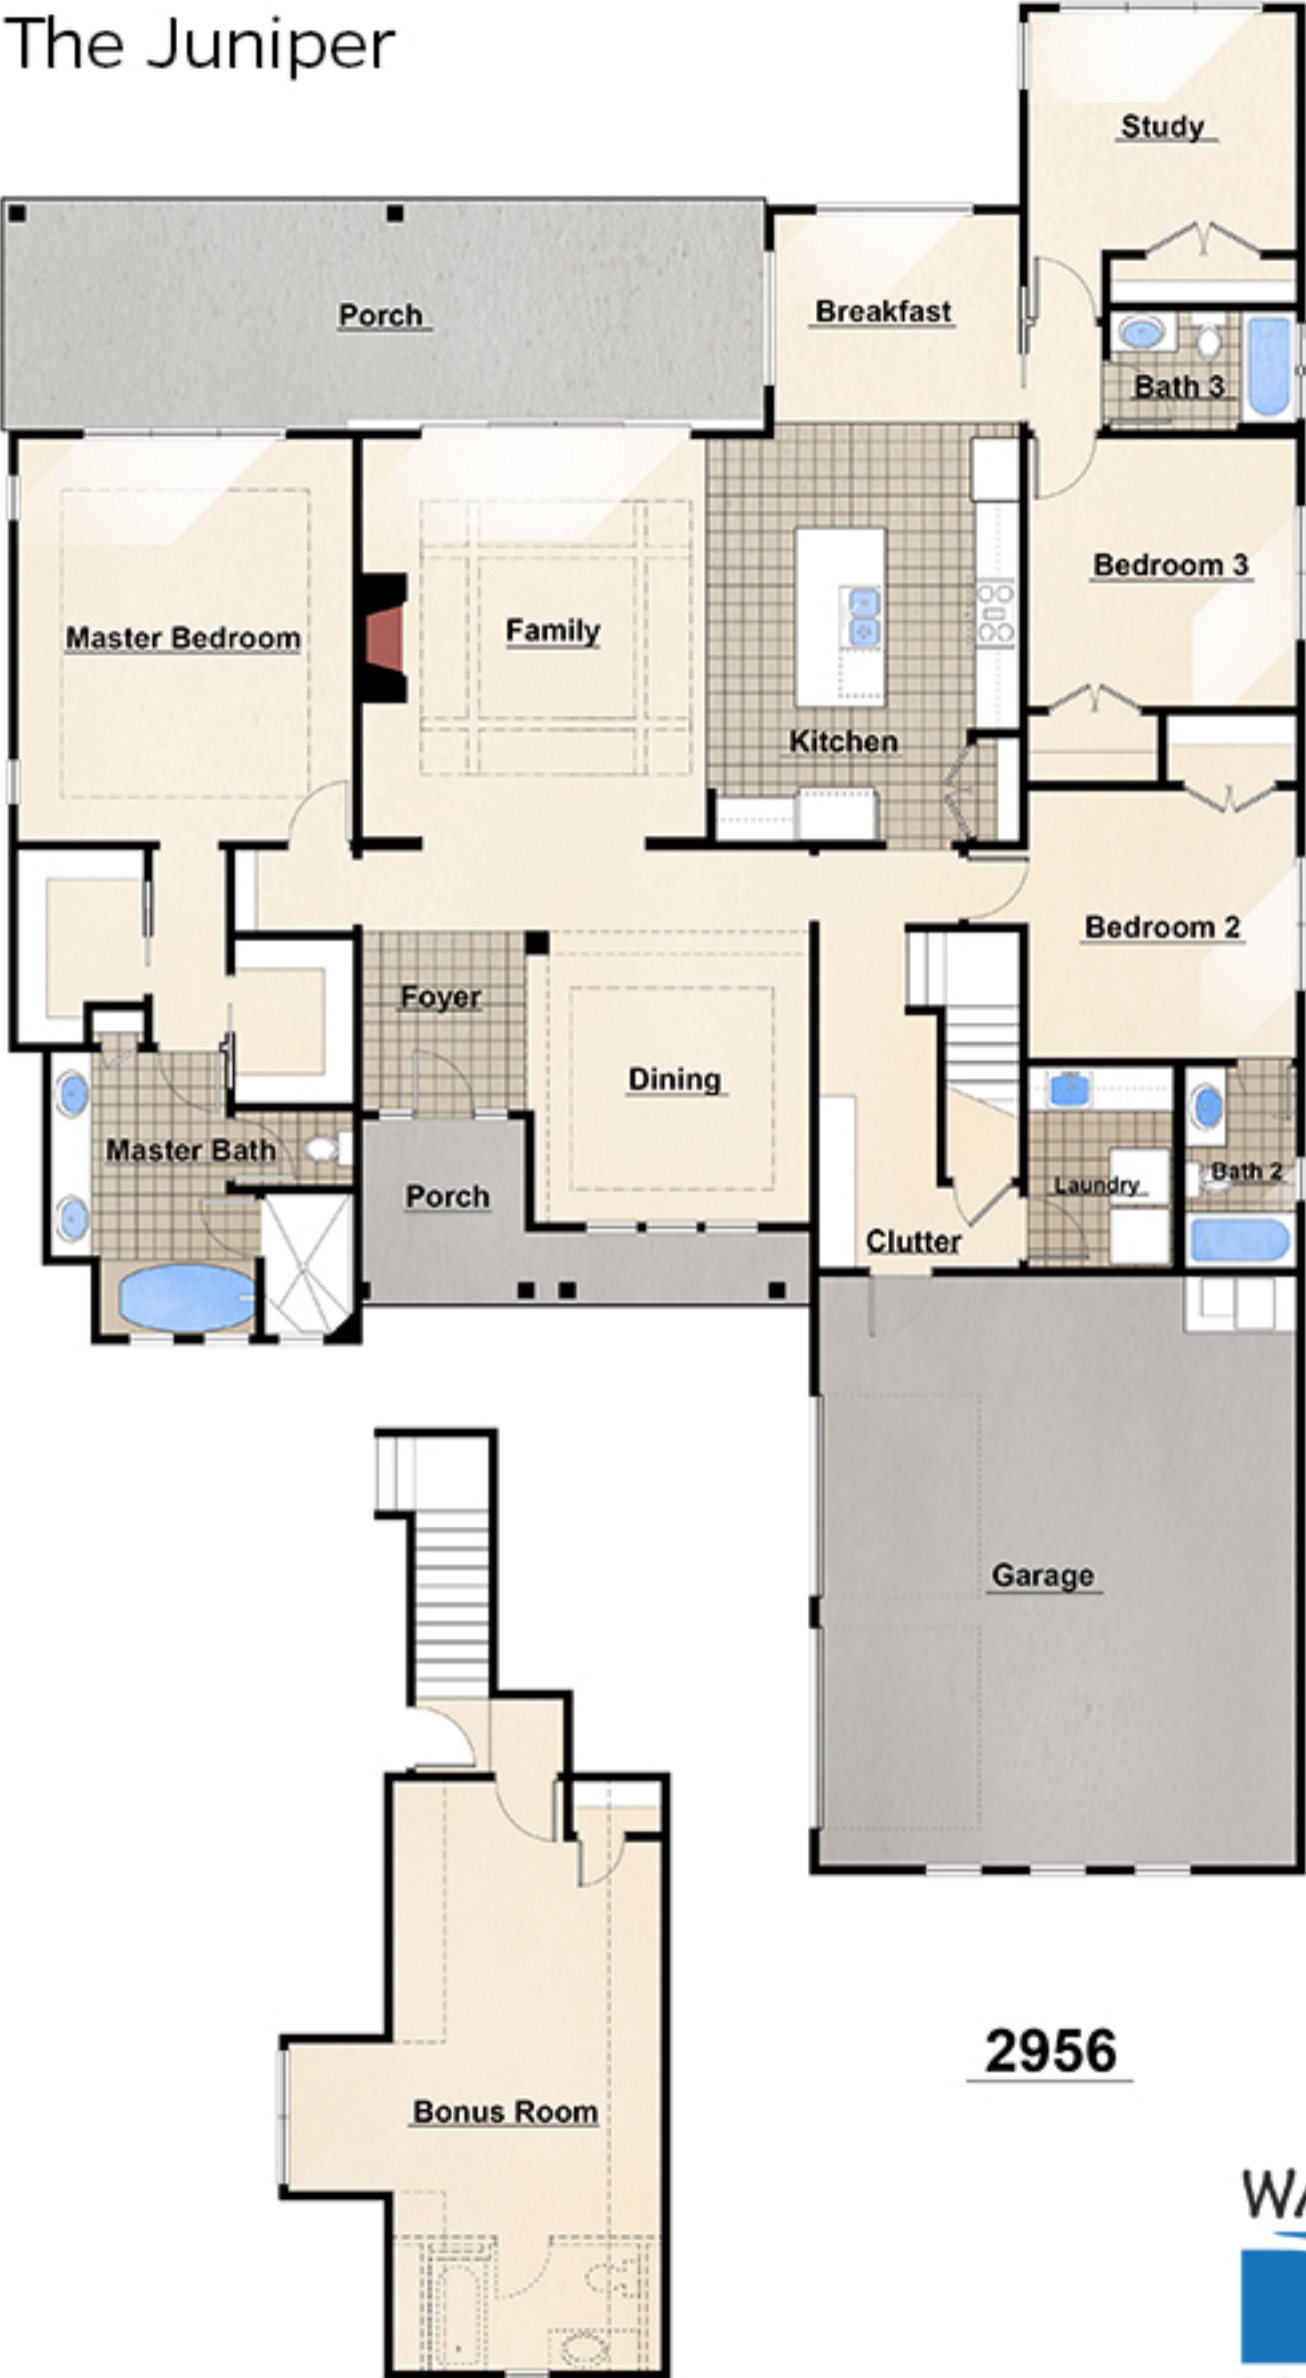 The Juniper
Study
Porch
Breakfast
Bath 3
Bedroom 3
Master Bedroom
Family
Kitchen
Bedroom 2
Foyer
Dining
Master Bath
Porch
Laundry
Bath 2
Clutter
Garage
2956
Bonus Room
WA